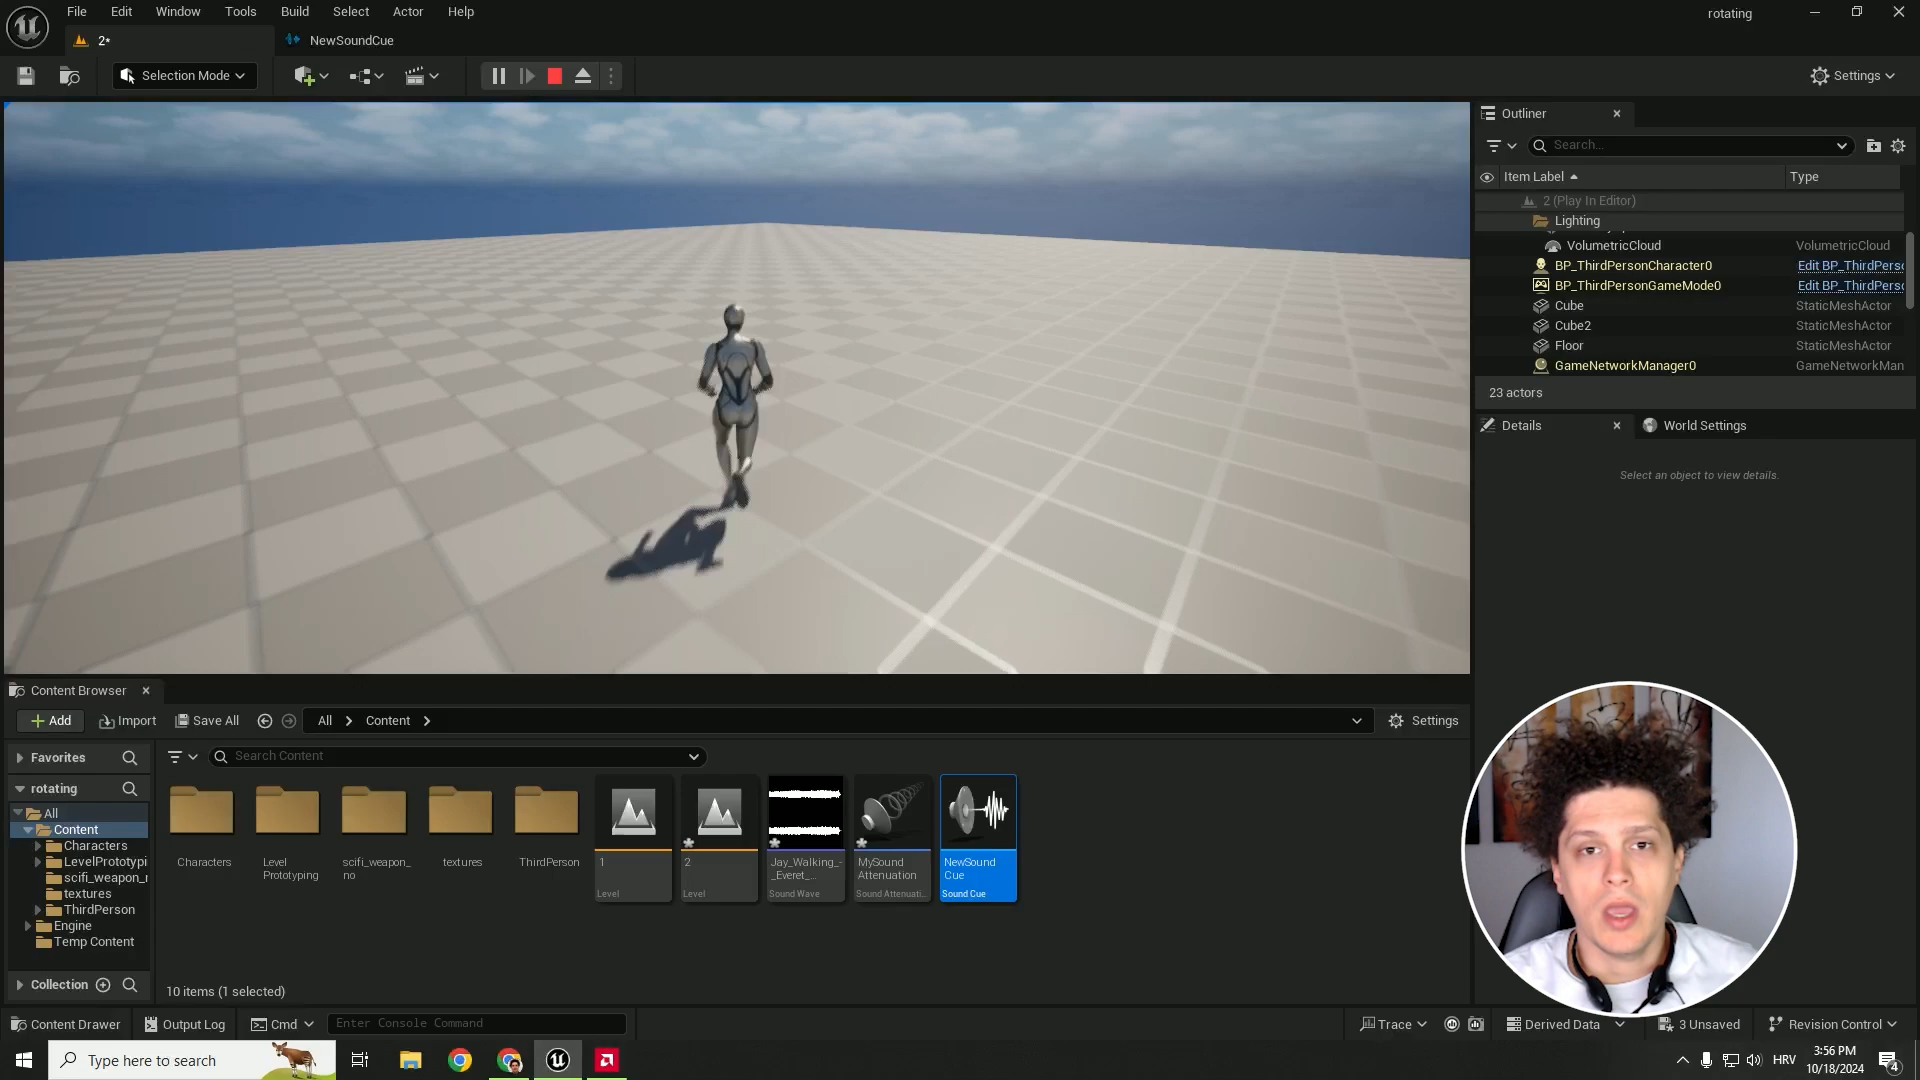 File Edit Window Tools Build Select Actor Help
rotating
2*
NewSoundCue
Selection Mode
Settings
Outliner
Search...
Item Label Type
2 (Play In Editor)
Lighting
VolumetricCloud VolumetricCloud
BP_ThirdPersonCharacter0 Edit BP_ThirdPerso
BP_ThirdPersonGameMode0 Edit BP_ThirdPerso
Cube StaticMeshActor
Cube2 StaticMeshActor
Floor StaticMeshActor
GameNetworkManager0 GameNetworkMan
23 actors
Details
World Settings
Select an object to view details.
Content Browser
Add
Import
Save All
All
Content
Settings
Favorites
Search Content
rotating
All
Content
Characters
LevelPrototypi
scifi_weapon_r
textures
ThirdPerson
Engine
Temp Content
Collection
Characters
Level
Prototyping
scifi_weapon_
no
textures
ThirdPerson
1
Level
2
Level
Jay_Walking_-
_Everet_...
Sound Wave
MySound
Attenuation
Sound Attenuati...
NewSound
Cue
Sound Cue
10 items (1 selected)
Content Drawer
Output Log
Cmd
Enter Console Command
Trace
Derived Data
3 Unsaved
Revision Control
Type here to search
HRV
3:56 PM
10/18/2024
4